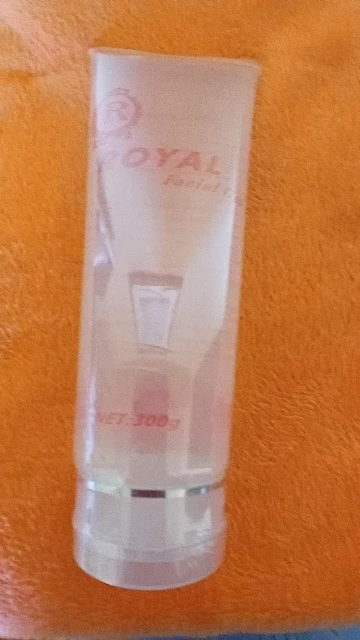 R
ROYAL
Facial
NET:300g